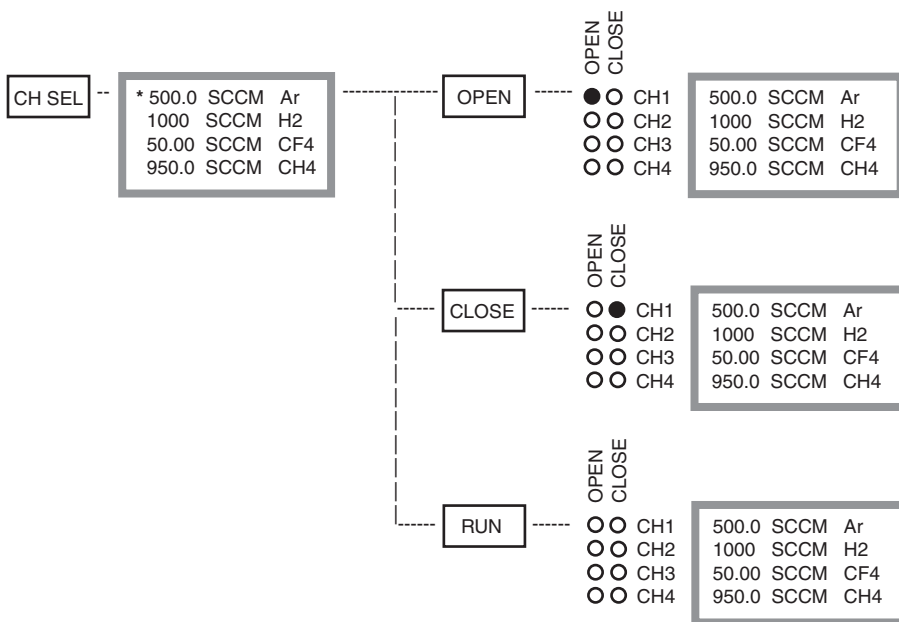 CH SEL
* 500.0 SCCM Ar
1000 SCCM H2
50.00 SCCM CF4
950.0 SCCM CH4
OPEN
OPEN
CLOSE
CH1
CH2
CH3
CH4
500.0 SCCM Ar
1000 SCCM H2
50.00 SCCM CF4
950.0 SCCM CH4
CLOSE
OPEN
CLOSE
CH1
CH2
CH3
CH4
500.0 SCCM Ar
1000 SCCM H2
50.00 SCCM CF4
950.0 SCCM CH4
RUN
OPEN
CLOSE
CH1
CH2
CH3
CH4
500.0 SCCM Ar
1000 SCCM H2
50.00 SCCM CF4
950.0 SCCM CH4